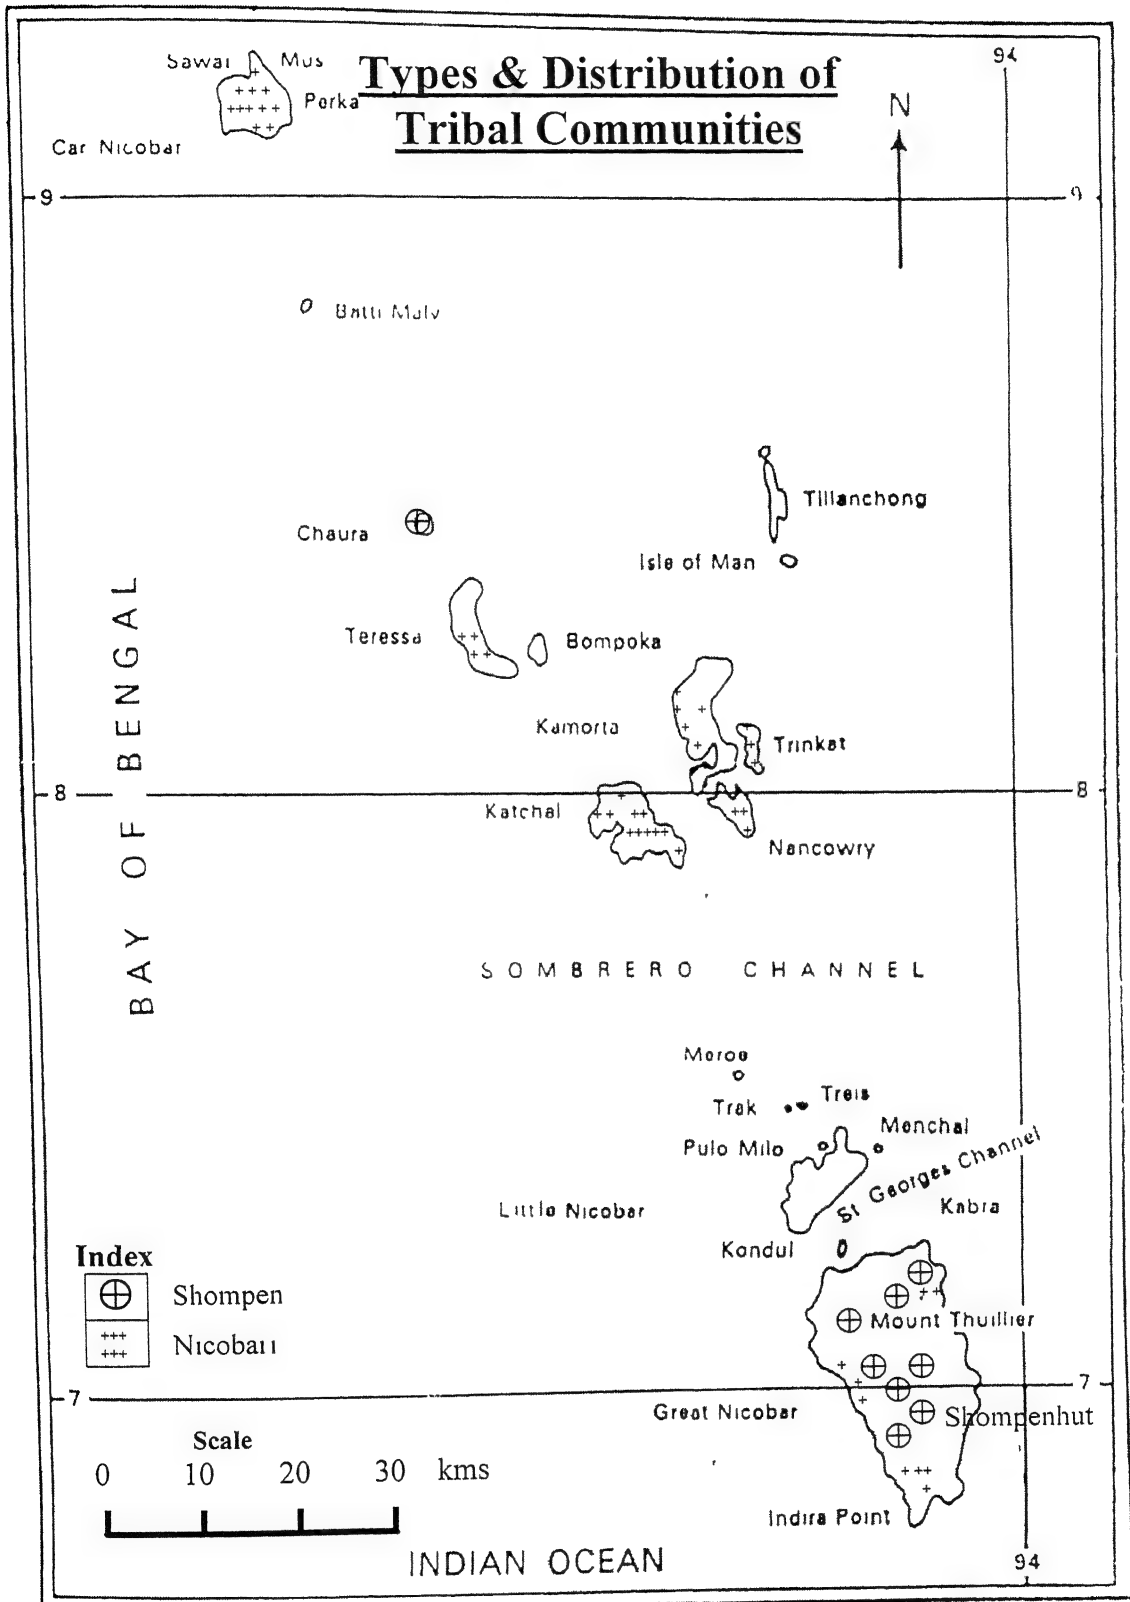 Types & Distribution of
Tribal Communities
94
N
Sawai
Mus
Perka
Car Nicobar
9
9
Batti Malv
Tillanchong
Chaura
Isle of Man
Teressa
Bompoka
Kamorta
Trinkat
BAY OF BENGAL
8
8
Katchal
Nancowry
SOMBRERO CHANNEL
Meroe
Treis
Trak
Menchal
Pulo Milo
St Georges Channel
Little Nicobar
Kabra
Kondul
Index
Shompen
Mount Thuillier
Nicobari
7
7
Great Nicobar
Shompenhut
Scale
0 10 20 30 kms
Indira Point
INDIAN OCEAN
94